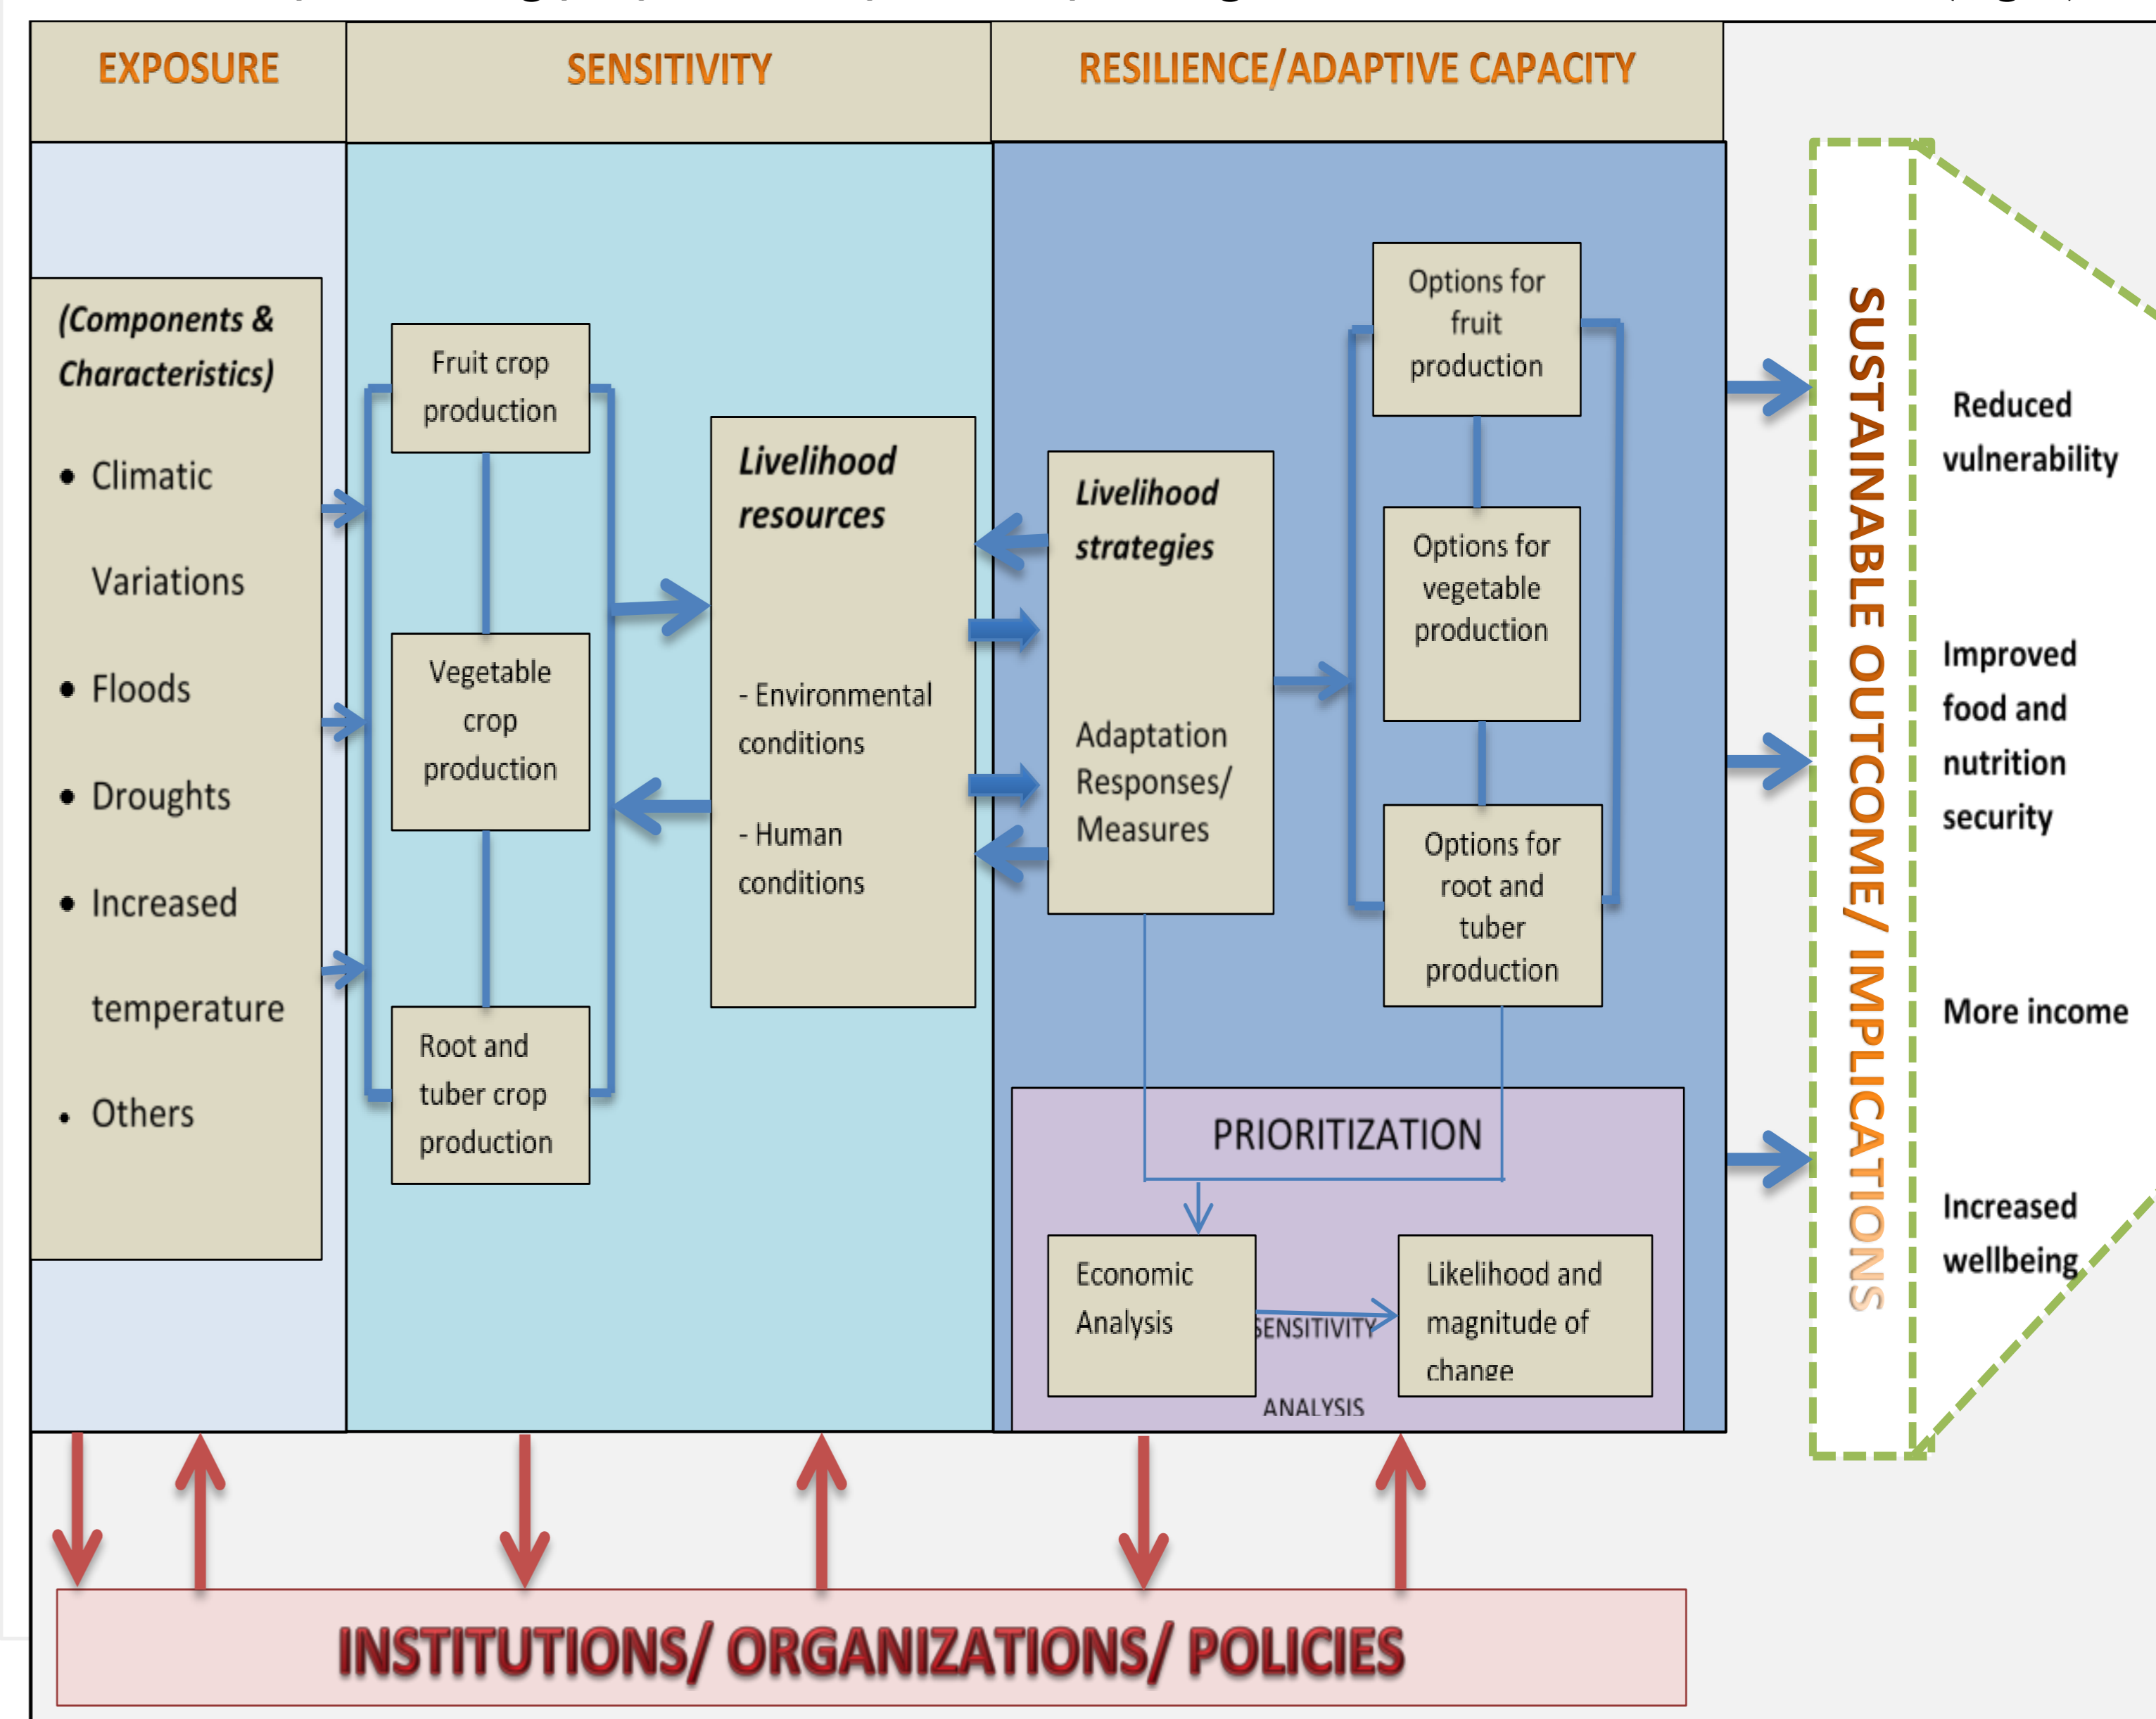 EXPOSURE
SENSITIVITY
RESILIENCE/ADAPTIVE CAPACITY
(Components &
Characteristics)
• Climatic
Variations
• Floods
• Droughts
• Increased
temperature
• Others
Fruit crop
production
Vegetable
crop
production
Root and
tuber crop
production
Livelihood
resources
- Environmental
conditions
- Human
conditions
Livelihood
strategies
Adaptation
Responses/
Measures
Options for
fruit
production
Options for
vegetable
production
Options for
root and
tuber
production
PRIORITIZATION
Economic
Analysis
SENSITIVITY
ANALYSIS
Likelihood and
magnitude of
change
SUSTAINABLE OUTCOME/ IMPLICATIONS
Reduced
vulnerability
Improved
food and
nutrition
security
More income
Increased
wellbeing
INSTITUTIONS/ ORGANIZATIONS/ POLICIES